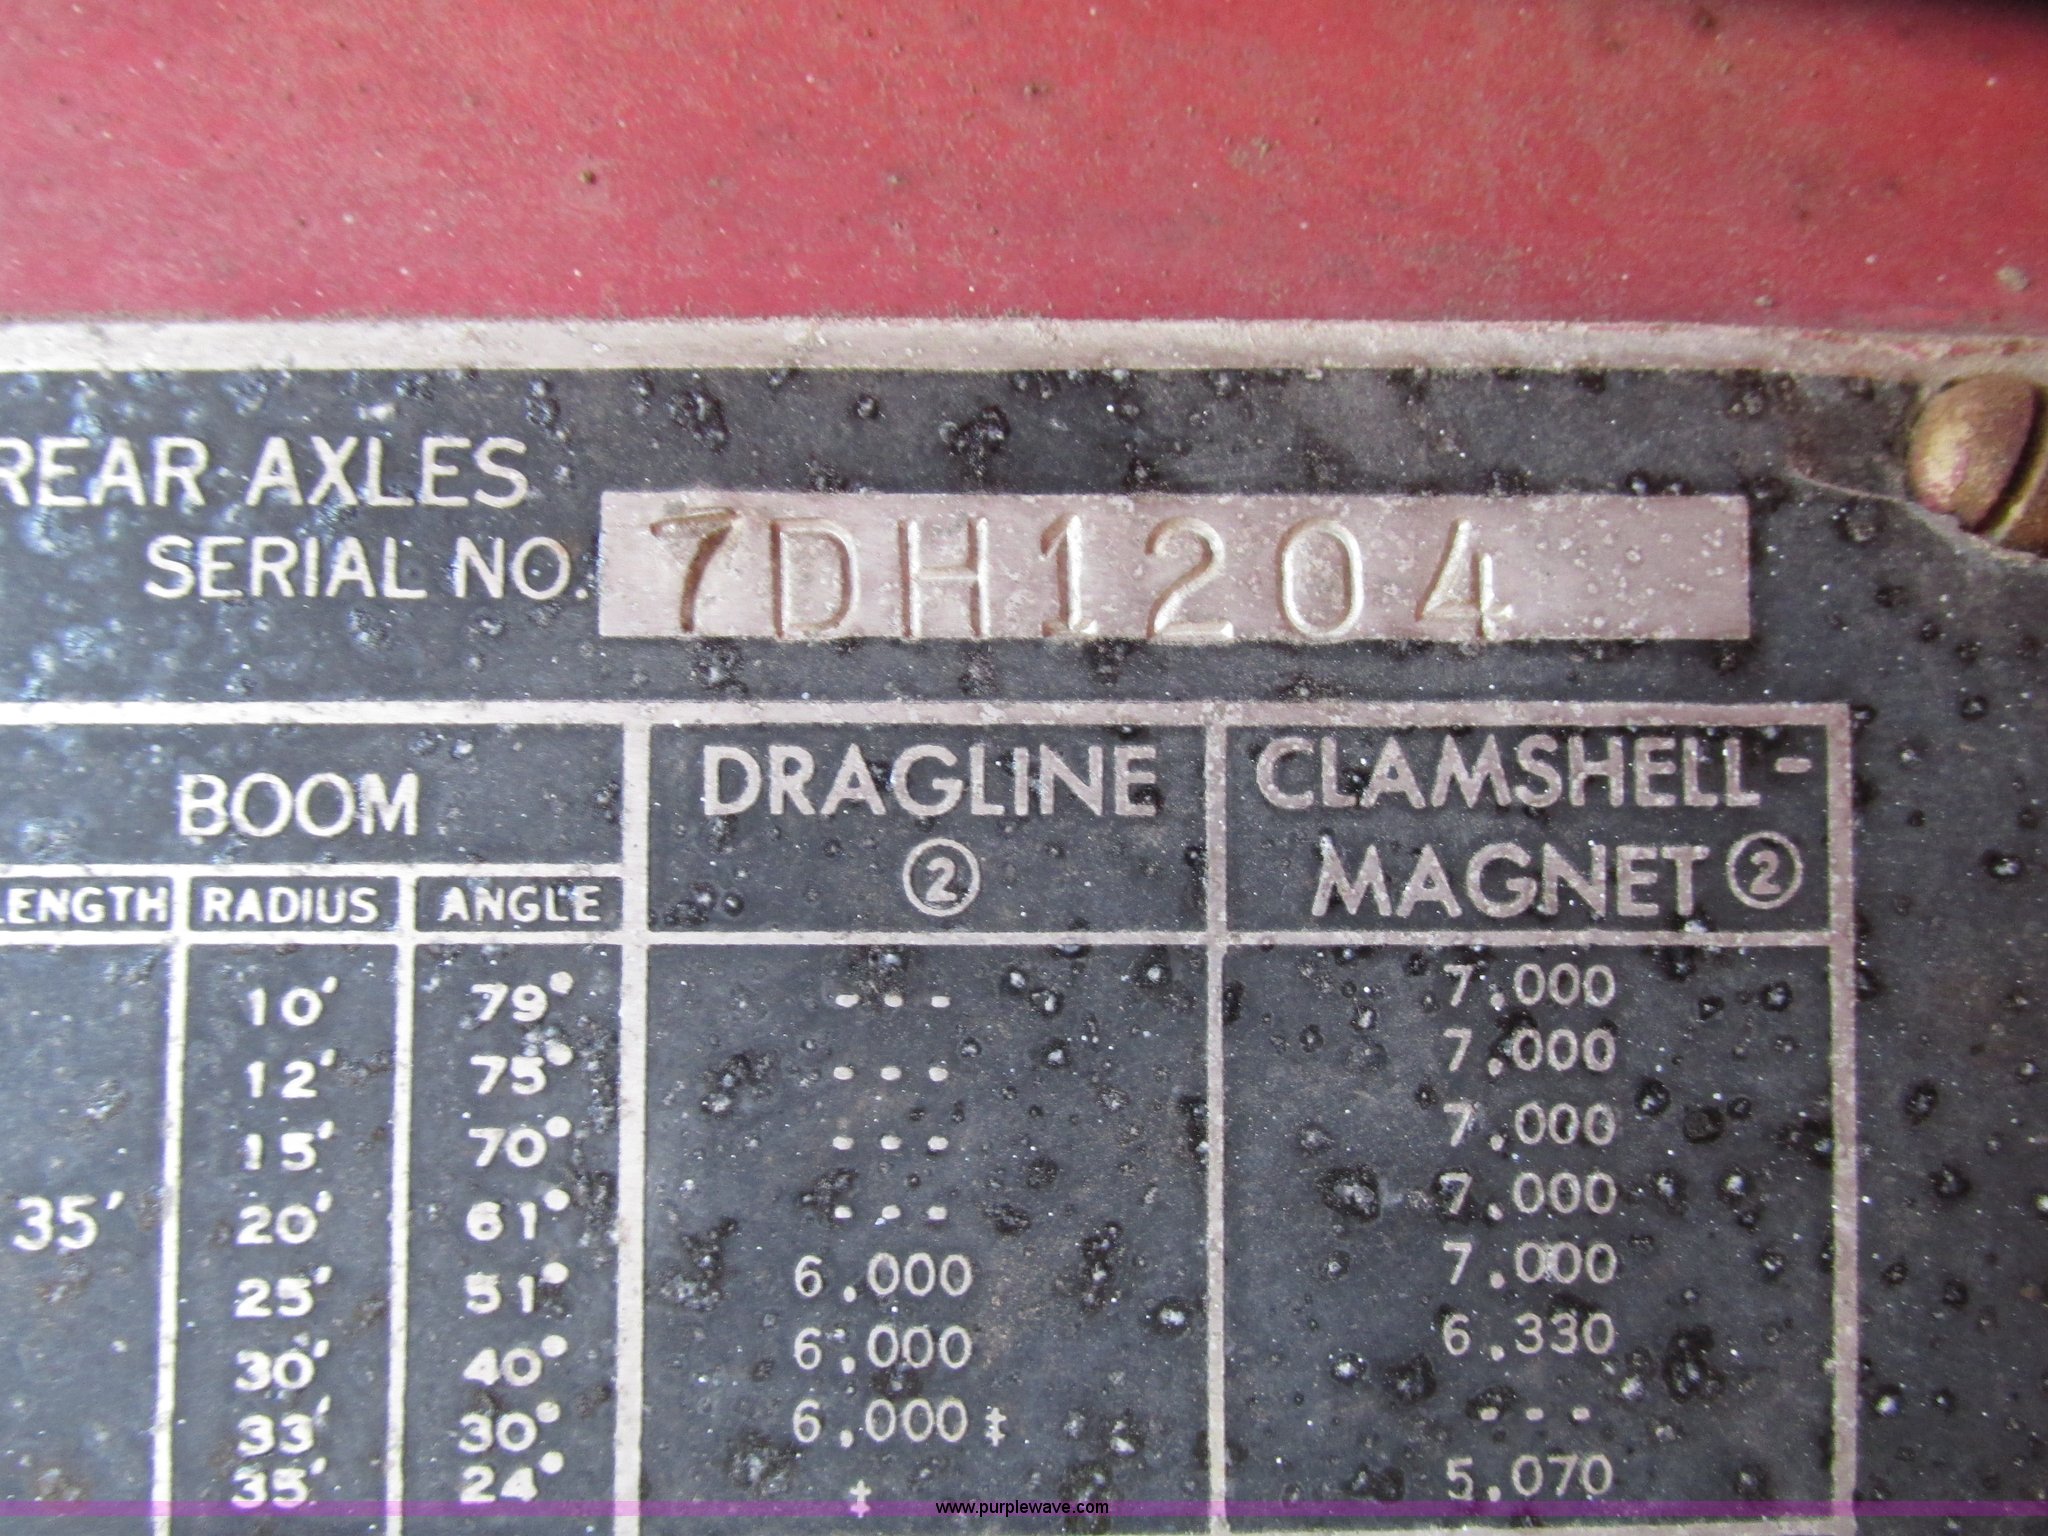 REAR AXLES
SERIAL NO. 7DH1204
BOOM DRAGLINE ② CLAMSHELL-
MAGNET ②
LENGTH RADIUS ANGLE
10' 79° --- 7.000
12' 75° --- 7.000
15' 70° --- 7.000
35' 20' 61° --- 7.000
25' 51° 6.000 7.000
30' 40° 6.000 6.330
33' 30° 6.000‡ ---
35' 24° ‡ 5.070
www.purplewave.com